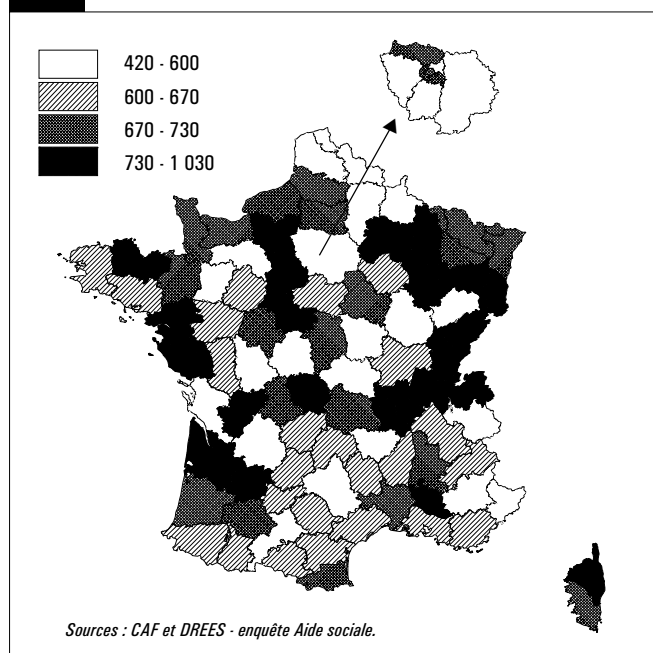 420 - 600
600 - 670
670 - 730
730 - 1 030
Sources : CAF et DREES - enquête Aide sociale.